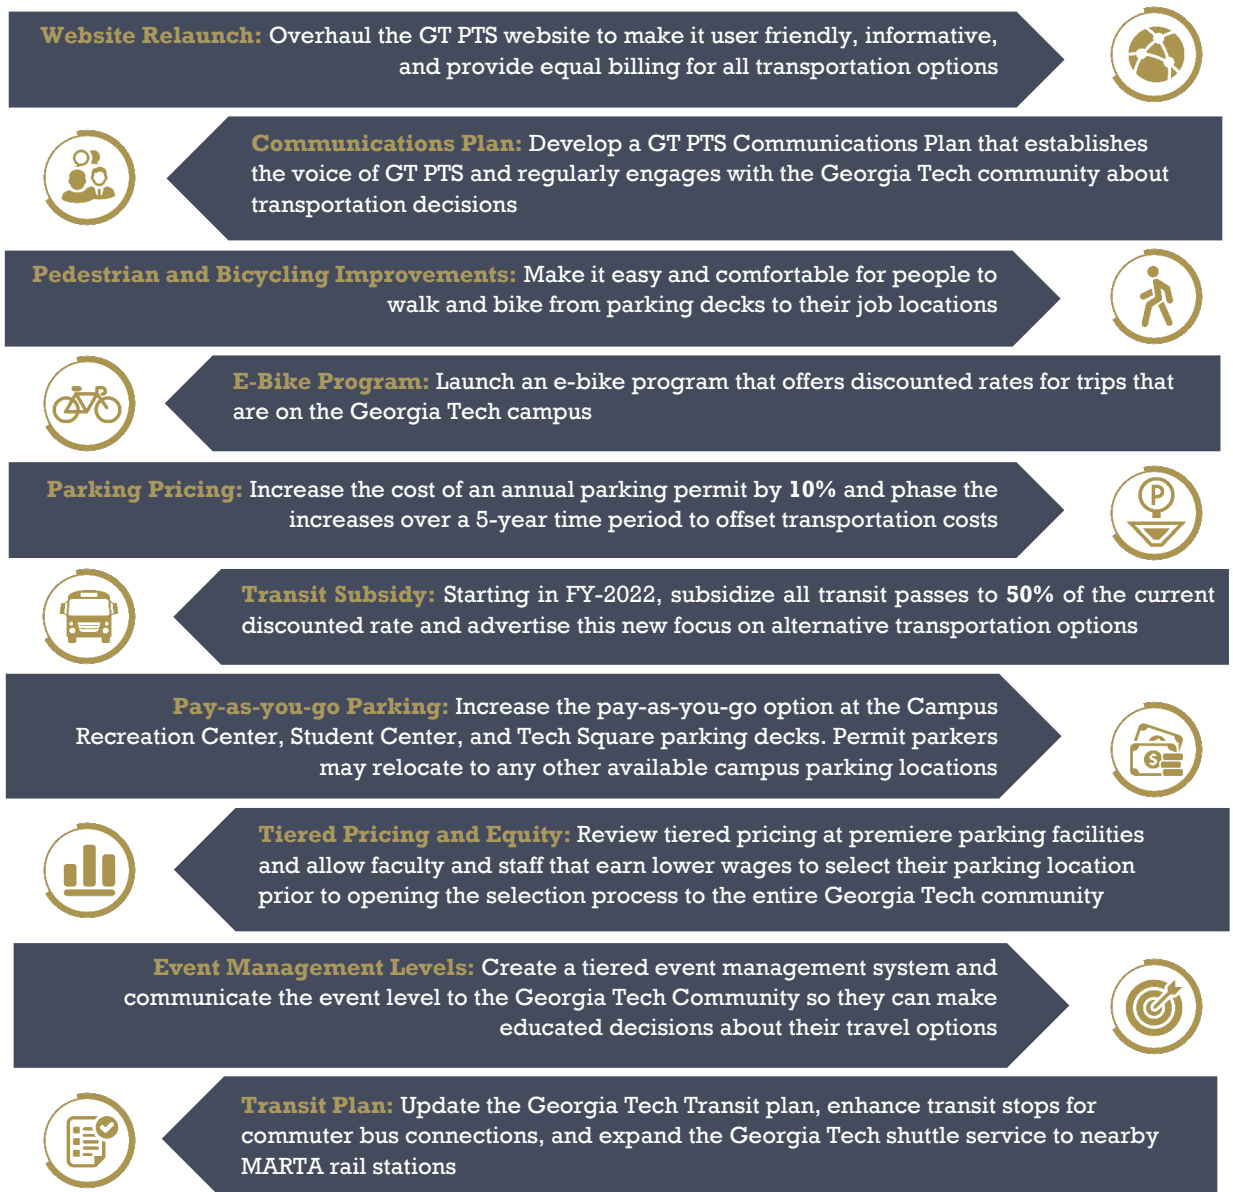 Website Relaunch: Overhaul the GT PTS website to make it user friendly, informative,
and provide equal billing for all transportation options
Communications Plan: Develop a GT PTS Communications Plan that establishes
the voice of GT PTS and regularly engages with the Georgia Tech community about
transportation decisions
Pedestrian and Bicycling Improvements: Make it easy and comfortable for people to
walk and bike from parking decks to their job locations
E-Bike Program: Launch an e-bike program that offers discounted rates for trips that
are on the Georgia Tech campus
Parking Pricing: Increase the cost of an annual parking permit by 10% and phase the
increases over a 5-year time period to offset transportation costs
P
Transit Subsidy: Starting in FY-2022, subsidize all transit passes to 50% of the current
discounted rate and advertise this new focus on alternative transportation options
Pay-as-you-go Parking: Increase the pay-as-you-go option at the Campus
Recreation Center, Student Center, and Tech Square parking decks. Permit parkers
may relocate to any other available campus parking locations
$
Tiered Pricing and Equity: Review tiered pricing at premiere parking facilities
and allow faculty and staff that earn lower wages to select their parking location
prior to opening the selection process to the entire Georgia Tech community
Event Management Levels: Create a tiered event management system and
communicate the event level to the Georgia Tech Community so they can make
educated decisions about their travel options
Transit Plan: Update the Georgia Tech Transit plan, enhance transit stops for
commuter bus connections, and expand the Georgia Tech shuttle service to nearby
MARTA rail stations